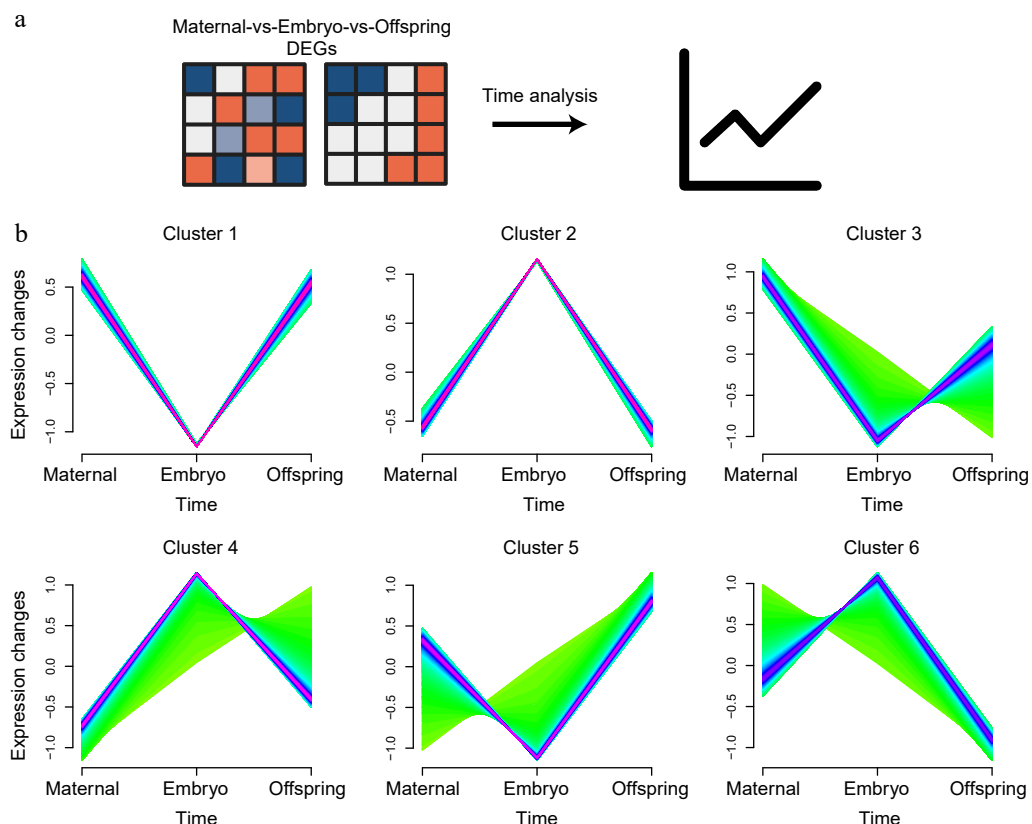 a
Maternal-vs-Embryo-vs-Offspring
DEGs
Time analysis
b
Cluster 1
Expression changes
0.5
0.0
−0.5
−1.0
Maternal
Embryo
Offspring
Time
Cluster 2
1.0
0.5
0.0
−0.5
Maternal
Embryo
Offspring
Time
Cluster 3
1.0
0.5
0.0
−0.5
−1.0
Maternal
Embryo
Offspring
Time
Cluster 4
Expression changes
1.0
0.5
0.0
−0.5
−1.0
Maternal
Embryo
Offspring
Time
Cluster 5
1.0
0.5
0.0
−0.5
−1.0
Maternal
Embryo
Offspring
Time
Cluster 6
1.0
0.5
0.0
−0.5
−1.0
Maternal
Embryo
Offspring
Time